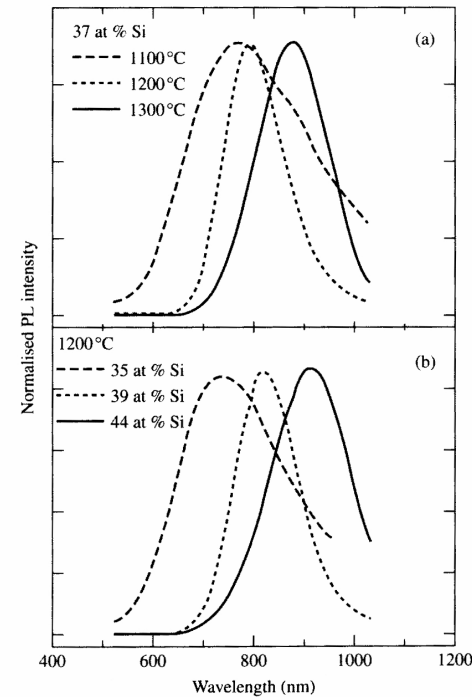 37 at % Si
(a)
1100°C
1200°C
1300°C
Normalised PL intensity
1200°C
(b)
35 at % Si
39 at % Si
44 at % Si
400 600 800 1000 1200
Wavelength (nm)